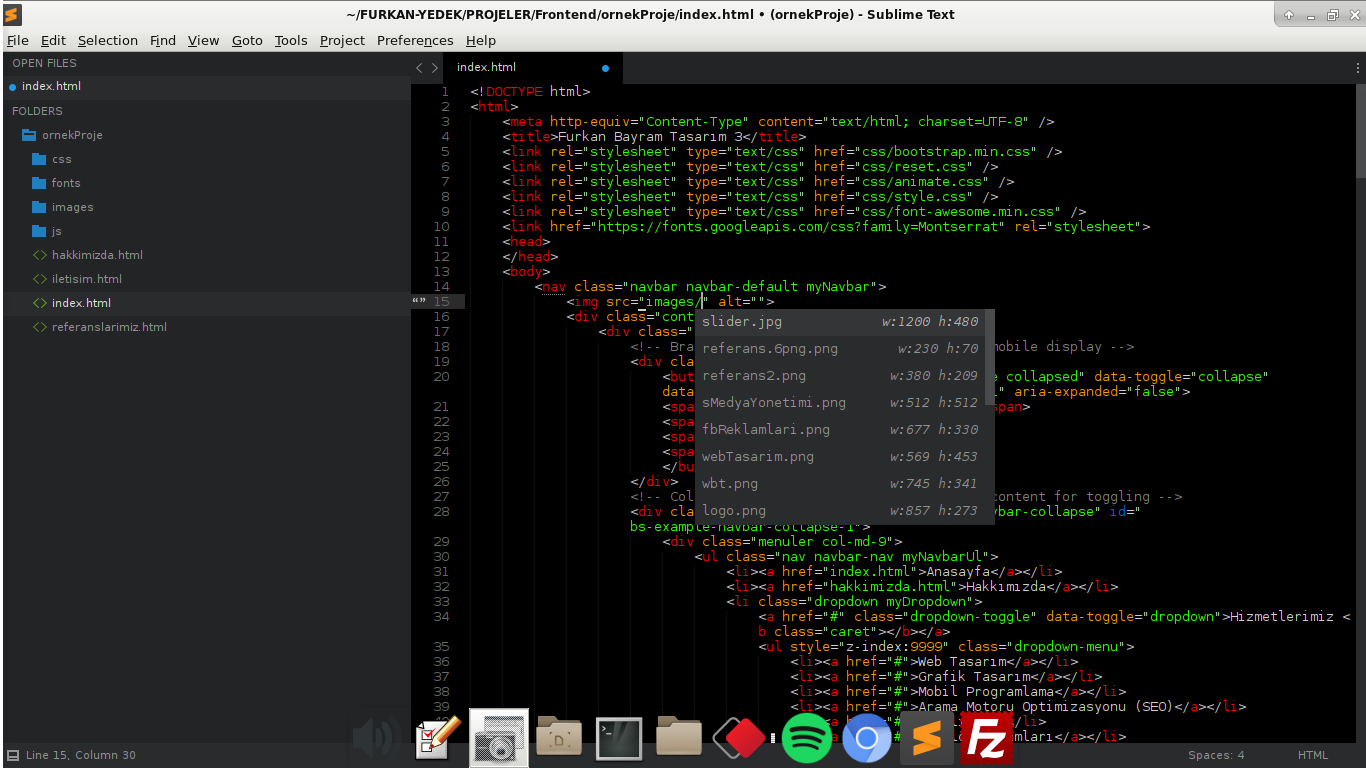 ~/FURKAN-YEDEK/PROJELER/Frontend/ornekProje/index.html • (ornekProje) - Sublime Text
File Edit Selection Find View Goto Tools Project Preferences Help
OPEN FILES
index.html
FOLDERS
ornekProje
css
fonts
images
js
hakkimizda.html
iletisim.html
index.html
referanslarimiz.html
index.html
1 <!DOCTYPE html>
2 <html>
3 <meta http-equiv="Content-Type" content="text/html; charset=UTF-8" />
4 <title>Furkan Bayram Tasarım 3</title>
5 <link rel="stylesheet" type="text/css" href="css/bootstrap.min.css" />
6 <link rel="stylesheet" type="text/css" href="css/reset.css" />
7 <link rel="stylesheet" type="text/css" href="css/animate.css" />
8 <link rel="stylesheet" type="text/css" href="css/style.css" />
9 <link rel="stylesheet" type="text/css" href="css/font-awesome.min.css" />
10 <link href="https://fonts.googleapis.com/css?family=Montserrat" rel="stylesheet">
11 <head>
12 </head>
13 <body>
14 <nav class="navbar navbar-default myNavbar">
“” 15 <img src="images/" alt="">
16 <div class="cont
17 <div class="
18 <!-- Bra mobile display -->
19 <div cla
20 <but e collapsed" data-toggle="collapse"
data " aria-expanded="false">
21 <spa pan>
22 <spa
23 <spa
24 <spa
25 </bu
26 </div>
27 <!-- Col content for toggling -->
28 <div cla bar-collapse" id="
bs-example-navbar-collapse-1">
slider.jpg w:1200 h:480
referans.6png.png w:230 h:70
referans2.png w:380 h:209
sMedyaYonetimi.png w:512 h:512
fbReklamlari.png w:677 h:330
webTasarim.png w:569 h:453
wbt.png w:745 h:341
logo.png w:857 h:273
29 <div class="menuler col-md-9">
30 <ul class="nav navbar-nav myNavbarUl">
31 <li><a href="index.html">Anasayfa</a></li>
32 <li><a href="hakkimizda.html">Hakkımızda</a></li>
33 <li class="dropdown myDropdown">
34 <a href="#" class="dropdown-toggle" data-toggle="dropdown">Hizmetlerimiz <
b class="caret"></b></a>
35 <ul style="z-index:9999" class="dropdown-menu">
36 <li><a href="#">Web Tasarım</a></li>
37 <li><a href="#">Grafik Tasarım</a></li>
38 <li><a href="#">Mobil Programlama</a></li>
39 <li><a href="#">Arama Motoru Optimizasyonu (SEO)</a></li>
Line 15, Column 30
Spaces: 4
HTML